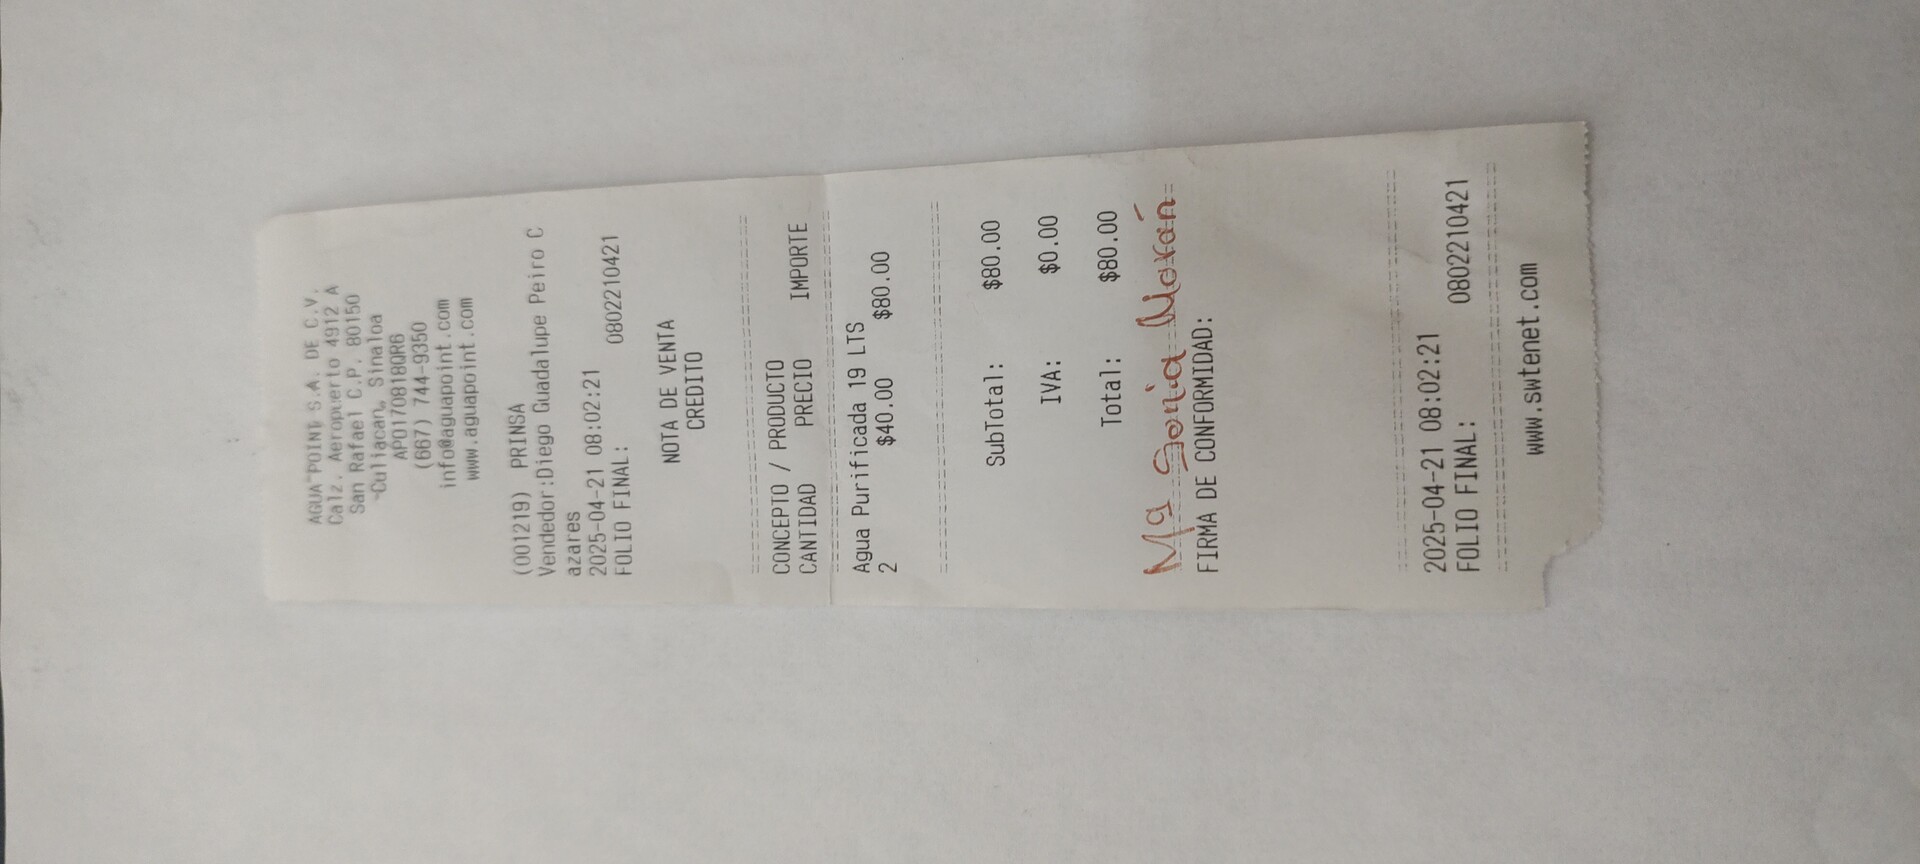 AGUA POINT S.A. DE C.V.
Calz. Aeropuerto 4912 A
San Rafael C.P. 80150
Culiacan, Sinaloa
APO170818QR6
(667) 744-9350
info@aguapoint.com
www.aguapoint.com
(001219) PRINSA
Vendedor:Diego Guadalupe Peiro C
azares
2025-04-21 08:02:21
FOLIO FINAL: 0802210421
NOTA DE VENTA
CREDITO
CONCEPTO / PRODUCTO
CANTIDAD PRECIO IMPORTE
Agua Purificada 19 LTS
2 $40.00 $80.00
SubTotal: $80.00
IVA: $0.00
Total: $80.00
Ma Sonia Morán
FIRMA DE CONFORMIDAD:
2025-04-21 08:02:21
FOLIO FINAL: 0802210421
www.swtenet.com